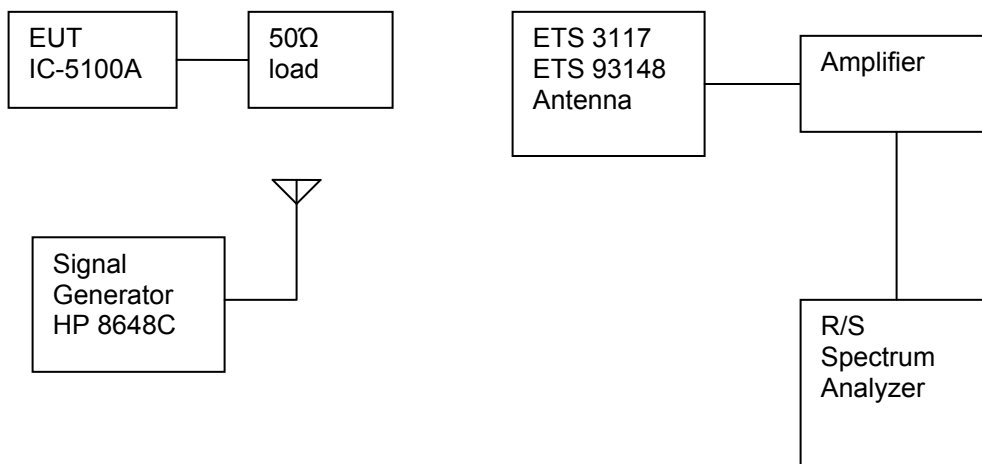 EUT
IC-5100A
50Ώ
load
ETS 3117
ETS 93148
Antenna
Amplifier
Signal
Generator
HP 8648C
R/S
Spectrum
Analyzer